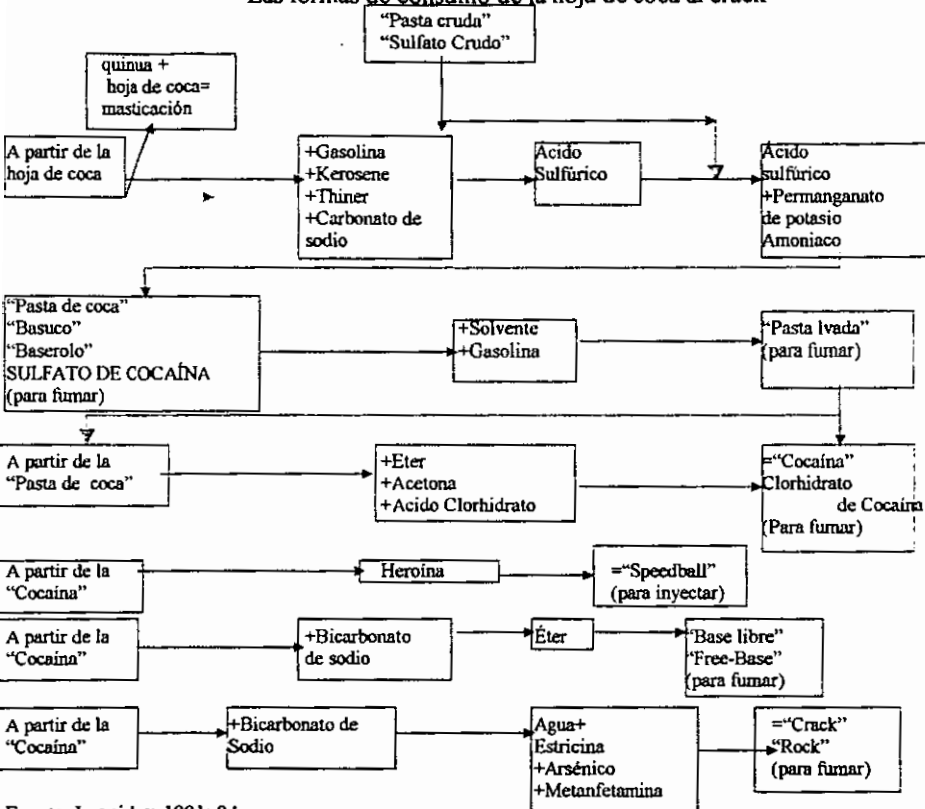 Las formas de consumo de la hoja de coca al crack
“Pasta cruda”
“Sulfato Crudo”
quinua +
hoja de coca=
masticación
A partir de la
hoja de coca
+Gasolina
+Kerosene
+Thiner
+Carbonato de
sodio
Acido
Sulfúrico
Ácido
sulfúrico
+Permanganato
de potasio
Amoniaco
“Pasta de coca”
“Basuco”
“Baserolo”
SULFATO DE COCAÍNA
(para fumar)
+Solvente
+Gasolina
“Pasta lvada”
(para fumar)
A partir de la
“Pasta de coca”
+Eter
+Acetona
+Acido Clorhidrato
=“Cocaína”
Clorhidrato
de Cocaína
(Para fumar)
A partir de la
“Cocaína”
Heroína
=“Speedball”
(para inyectar)
A partir de la
“Cocaína”
+Bicarbonato
de sodio
Éter
“Base libre”
“Free-Base”
(para fumar)
A partir de la
“Cocaína”
+Bicarbonato de
Sodio
Agua+
Estricina
+Arsénico
+Metanfetamina
=“Crack”
“Rock”
(para fumar)